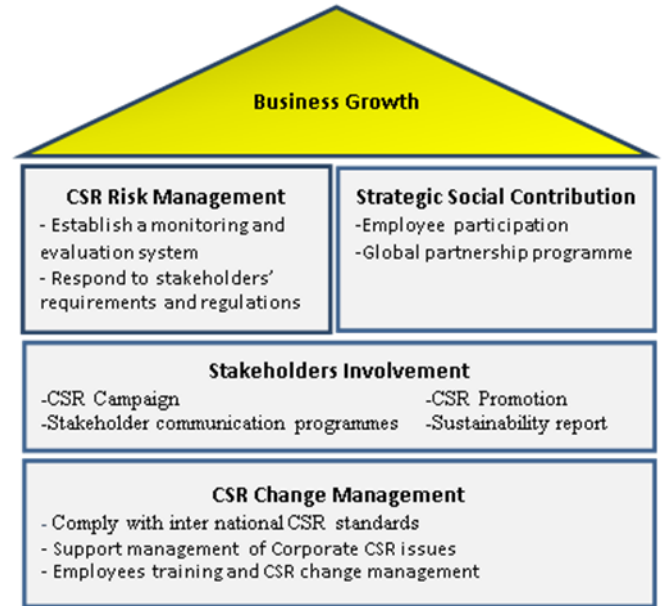 Business Growth
CSR Risk Management
- Establish a monitoring and
evaluation system
- Respond to stakeholders'
requirements and regulations
Strategic Social Contribution
-Employee participation
-Global partnership programme
Stakeholders Involvement
-CSR Campaign
-Stakeholder communication programmes
-CSR Promotion
-Sustainability report
CSR Change Management
- Comply with inter national CSR standards
- Support management of Corporate CSR issues
- Employees training and CSR change management